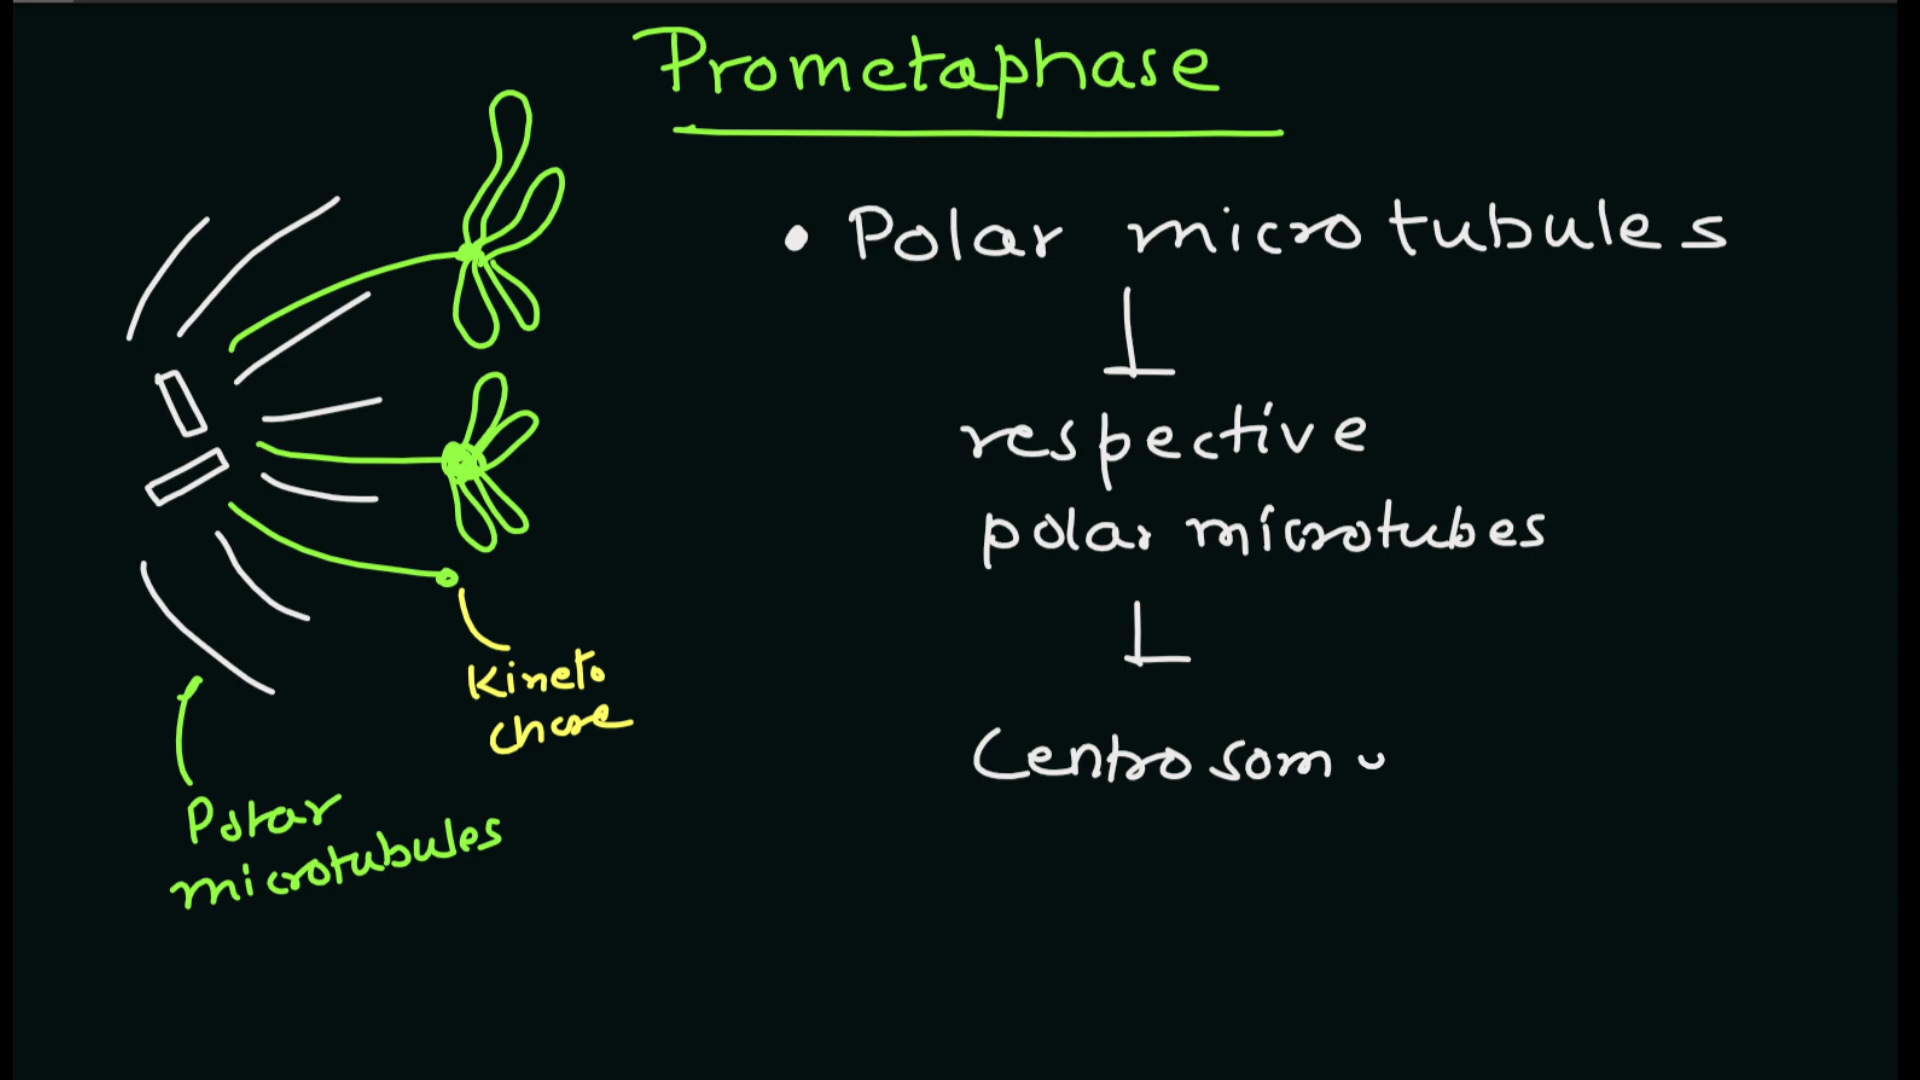 Prometaphase
• Polar microtubules
respective
polar microtubes
Centrosom
Kineto
chore
Polar
microtubules